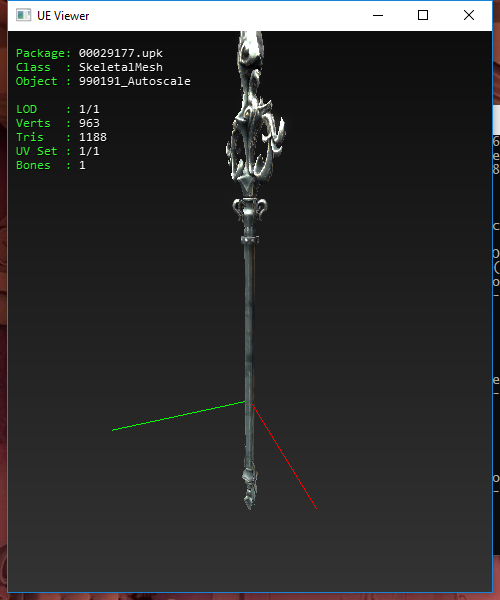 UE Viewer
Package: 00029177.upk
Class  : SkeletalMesh
Object : 990191_Autoscale
LOD    : 1/1
Verts  : 963
Tris   : 1188
UV Set : 1/1
Bones  : 1